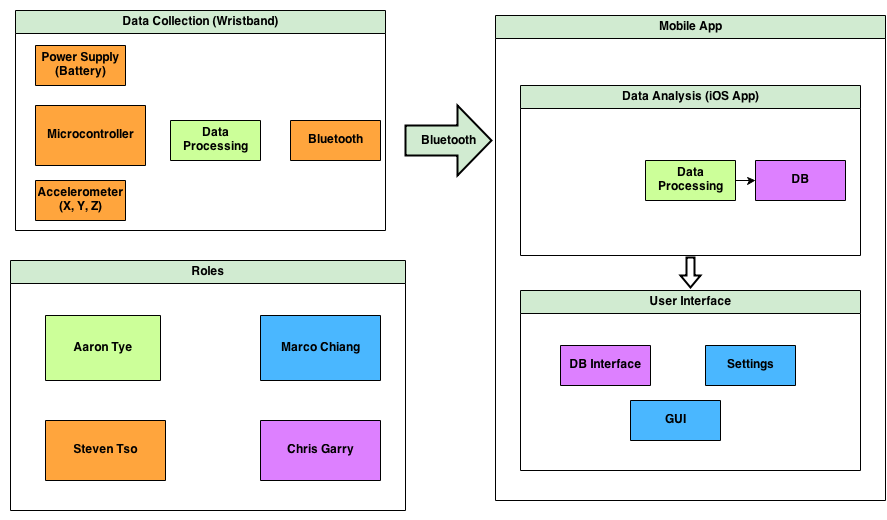 Data Collection (Wristband)
Power Supply
(Battery)
Microcontroller
Data
Processing
Bluetooth
Accelerometer
(X, Y, Z)
Bluetooth
Mobile App
Data Analysis (iOS App)
Data
Processing
DB
User Interface
DB Interface
Settings
GUI
Roles
Aaron Tye
Marco Chiang
Steven Tso
Chris Garry